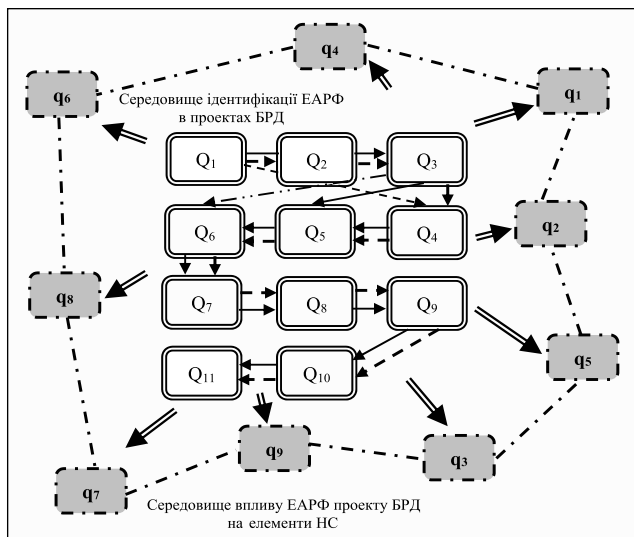 q4
q6
q1
Середовище ідентифікації ЕАРФ
в проектах БРД
Q1
Q2
Q3
Q6
Q5
Q4
q2
q8
Q7
Q8
Q9
q5
Q11
Q10
q9
q3
q7
Середовище впливу ЕАРФ проекту БРД
на елементи НС